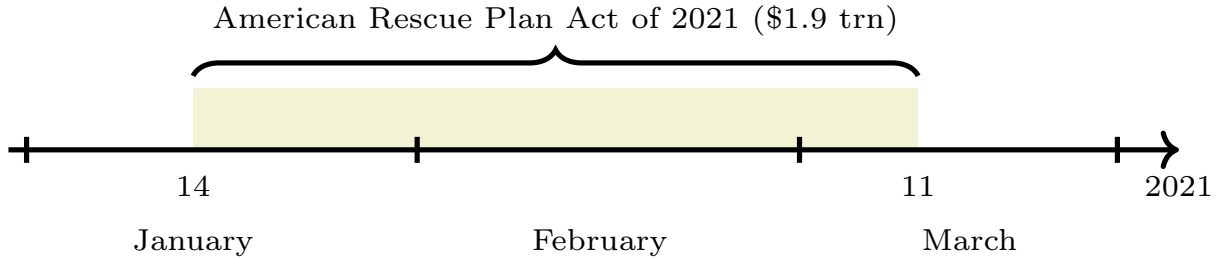 American Rescue Plan Act of 2021 ($1.9 trn)
14 11 2021
January February March